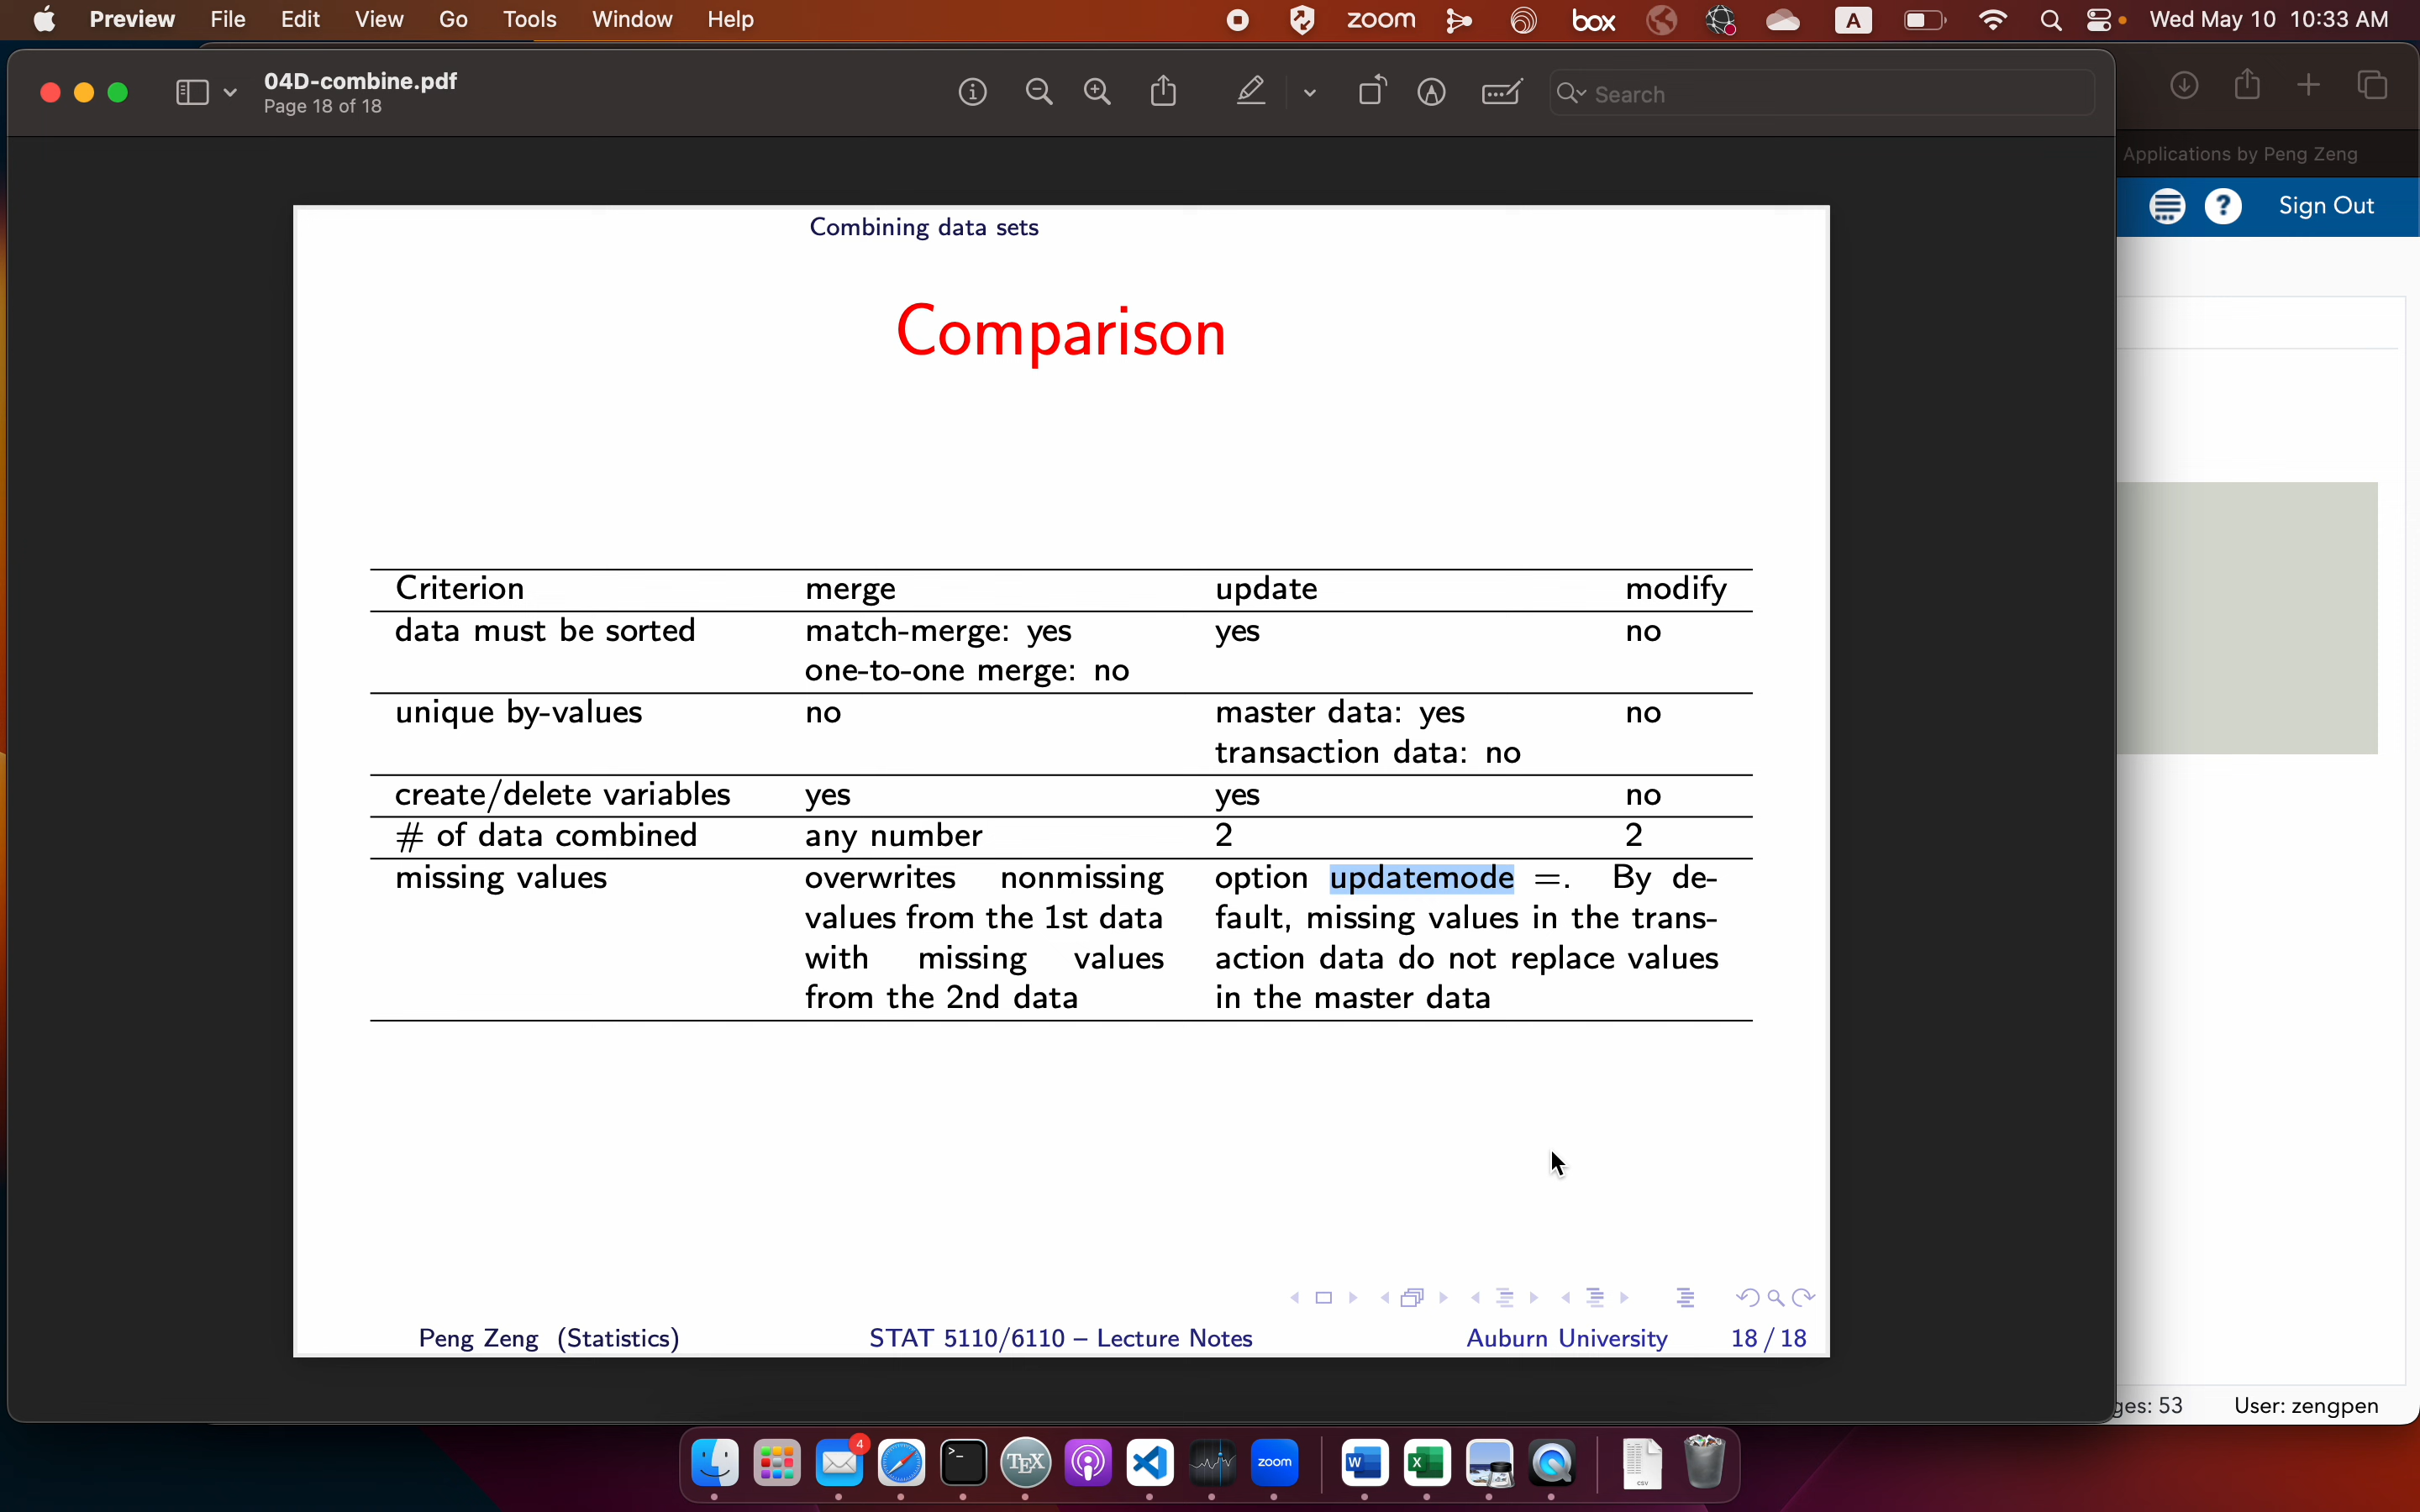 Preview File Edit View Go Tools Window Help zoom box A Wed May 10 10:33 AM
04D-combine.pdf
Page 18 of 18
Search
Applications by Peng Zeng
? Sign Out
Combining data sets
Comparison
Criterion merge update modify
data must be sorted match-merge: yes yes no
one-to-one merge: no
unique by-values no master data: yes no
transaction data: no
create/delete variables yes yes no
# of data combined any number 2 2
missing values overwrites nonmissing option updatemode =. By de-
values from the 1st data fault, missing values in the trans-
with missing values action data do not replace values
from the 2nd data in the master data
Peng Zeng (Statistics) STAT 5110/6110 – Lecture Notes Auburn University 18 / 18
ges: 53 User: zengpen
4 >_ TEX zoom W X CSV